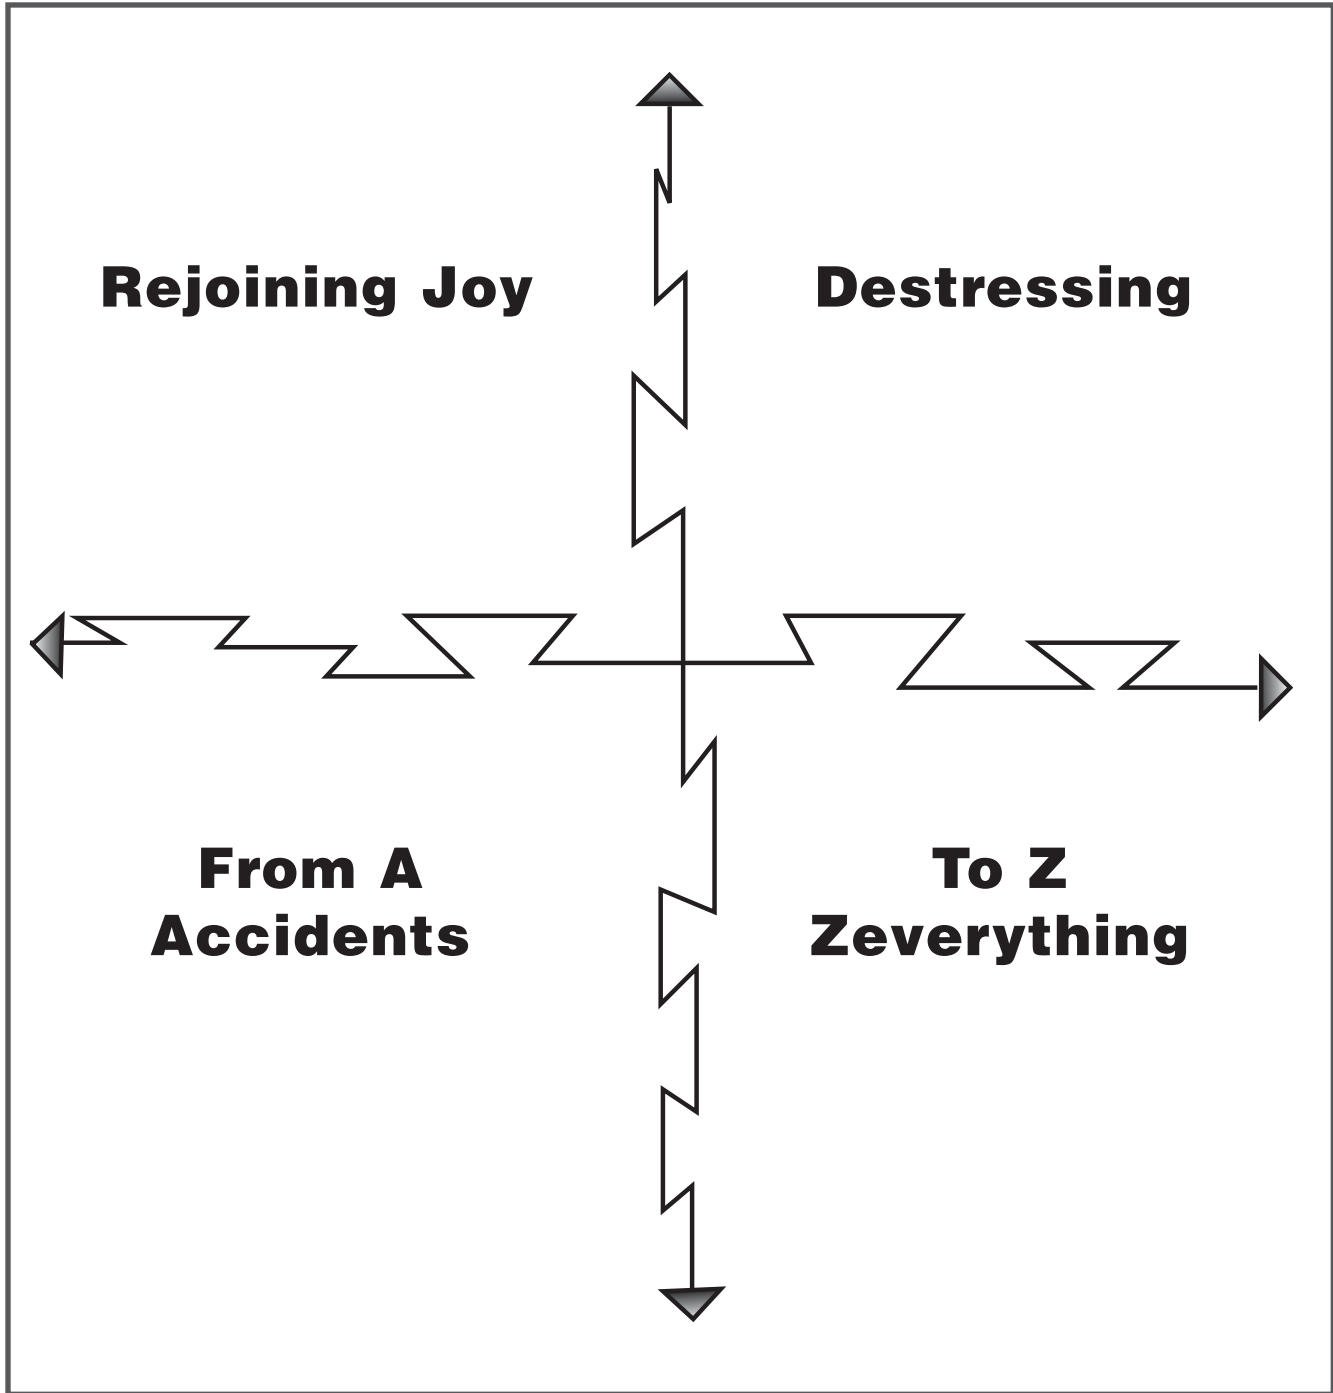 Rejoining Joy
Destressing
From A
Accidents
To Z
Zeverything